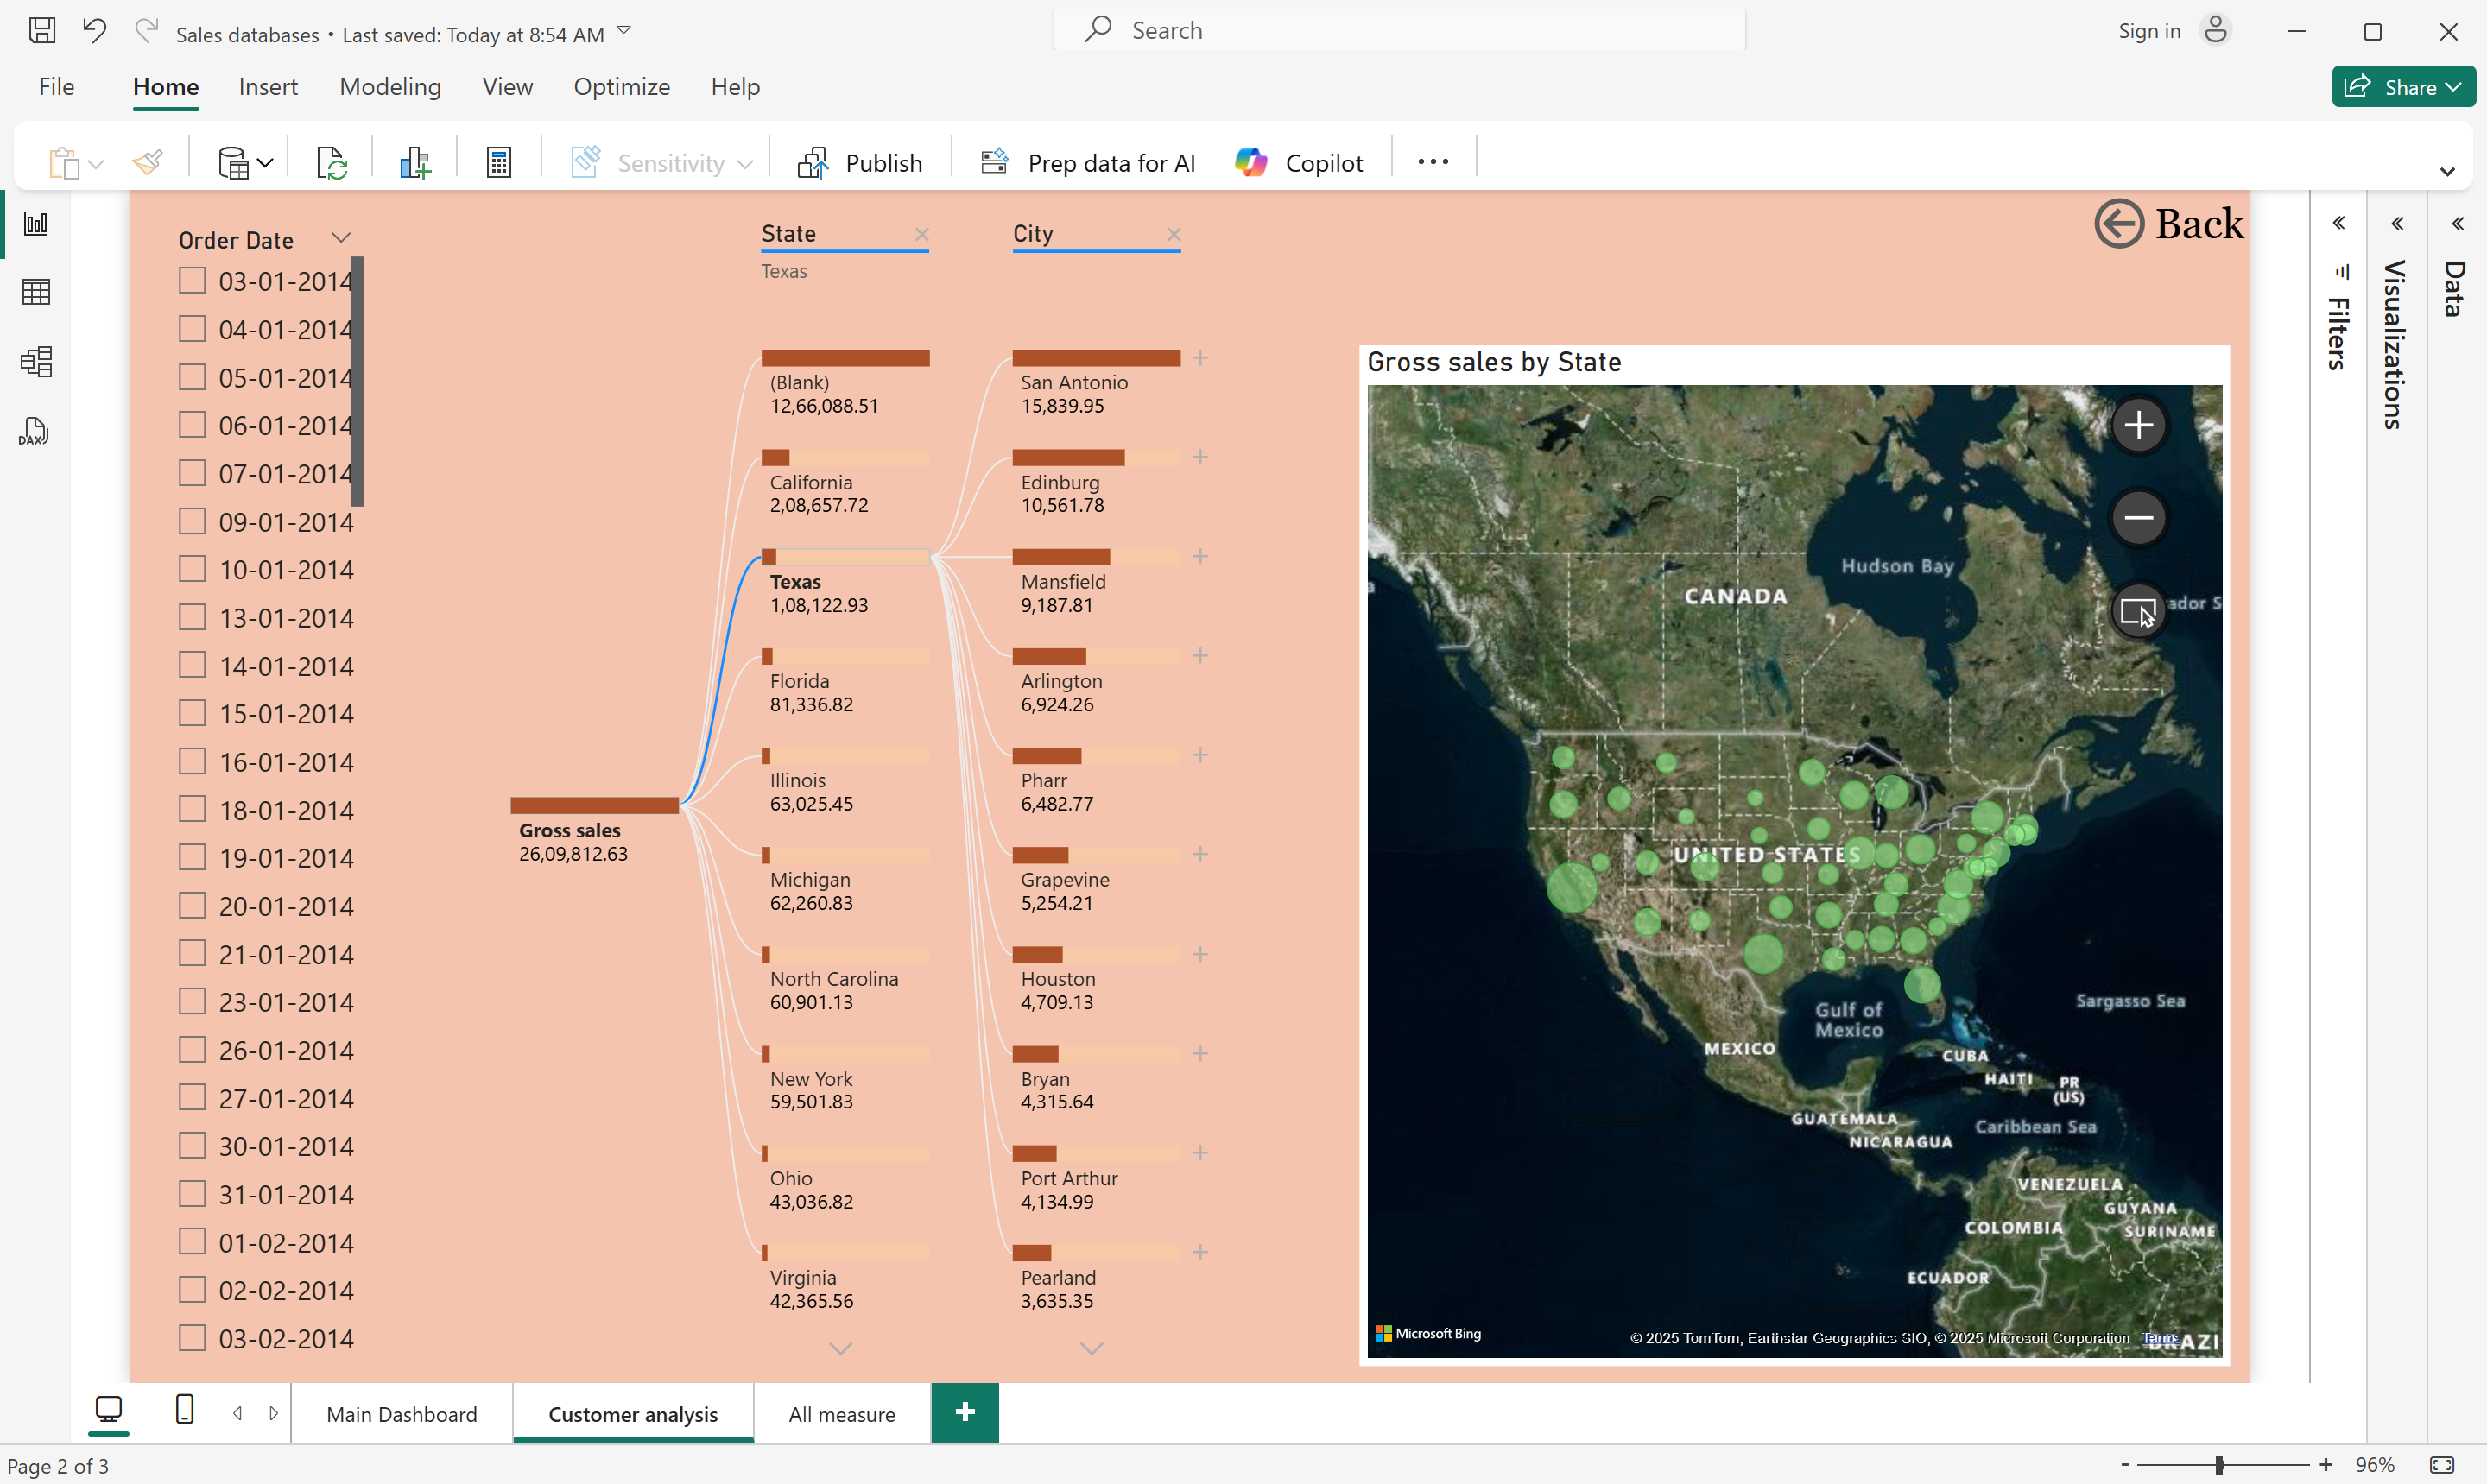 Sales databases • Last saved: Today at 8:54 AM
Search
Sign in
File
Home
Insert
Modeling
View
Optimize
Help
Share
Sensitivity
Publish
Prep data for AI
Copilot
DAX
Order Date
03-01-2014
04-01-2014
05-01-2014
06-01-2014
07-01-2014
09-01-2014
10-01-2014
13-01-2014
14-01-2014
15-01-2014
16-01-2014
18-01-2014
19-01-2014
20-01-2014
21-01-2014
23-01-2014
26-01-2014
27-01-2014
30-01-2014
31-01-2014
01-02-2014
02-02-2014
03-02-2014
Gross sales
26,09,812.63
State
Texas
(Blank)
12,66,088.51
California
2,08,657.72
Texas
1,08,122.93
Florida
81,336.82
Illinois
63,025.45
Michigan
62,260.83
North Carolina
60,901.13
New York
59,501.83
Ohio
43,036.82
Virginia
42,365.56
City
San Antonio
15,839.95
Edinburg
10,561.78
Mansfield
9,187.81
Arlington
6,924.26
Pharr
6,482.77
Grapevine
5,254.21
Houston
4,709.13
Bryan
4,315.64
Port Arthur
4,134.99
Pearland
3,635.35
Back
Gross sales by State
Hudson Bay
CANADA
ador S
UNITED STATES
Gulf of
Mexico
Sargasso Sea
MEXICO
CUBA
HAITI
PR
(US)
GUATEMALA
Caribbean Sea
NICARAGUA
VENEZUELA
GUYANA
COLOMBIA
SURINAME
ECUADOR
Microsoft Bing
© 2025 TomTom, Earthstar Geographics SIO, © 2025 Microsoft Corporation Terms
RAZI
Filters
Visualizations
Data
Main Dashboard
Customer analysis
All measure
Page 2 of 3
96%